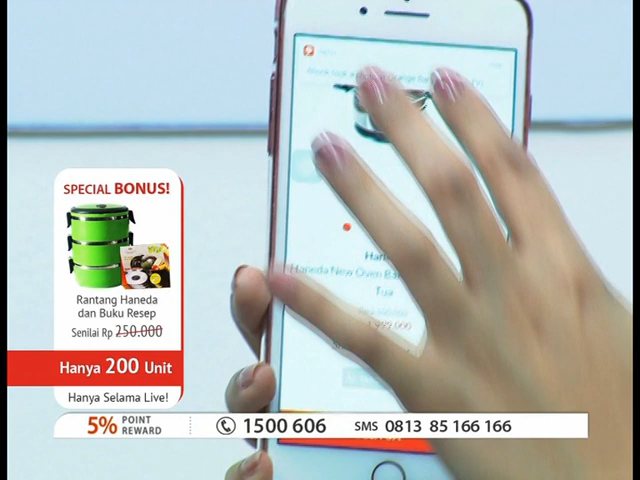 SPECIAL BONUS!
Rantang Haneda
dan Buku Resep
Senilai Rp 250.000
Hanya 200 Unit
Hanya Selama Live!
5% POINT
REWARD
1500 606
SMS 0813 85 166 166
Haneda New Oven